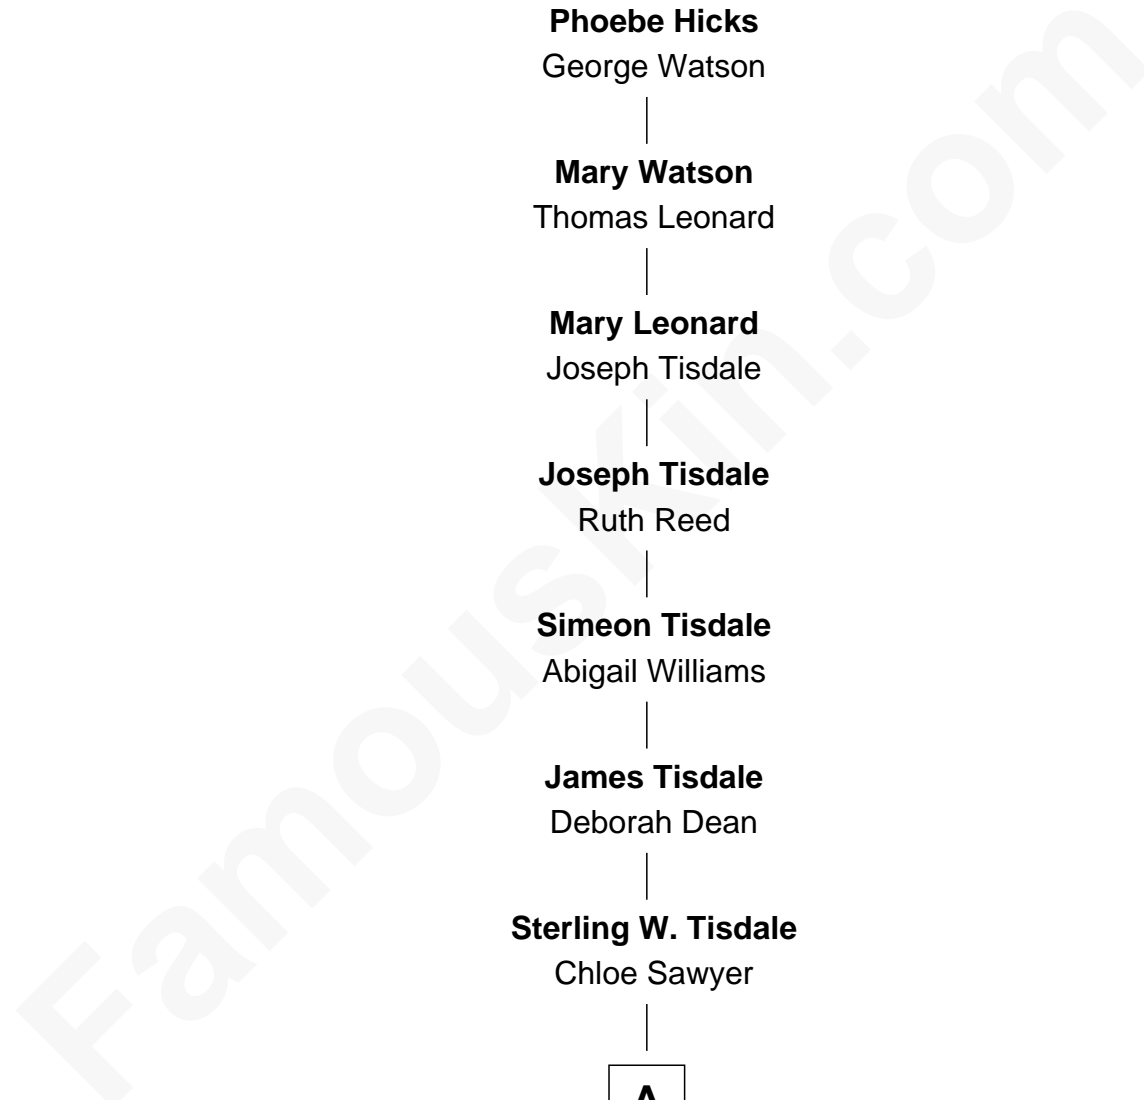 Phoebe Hicks
George Watson
Mary Watson
Thomas Leonard
Mary Leonard
Joseph Tisdale
Joseph Tisdale
Ruth Reed
Simeon Tisdale
Abigail Williams
James Tisdale
Deborah Dean
Sterling W. Tisdale
Chloe Sawyer
A
FamousKin.com